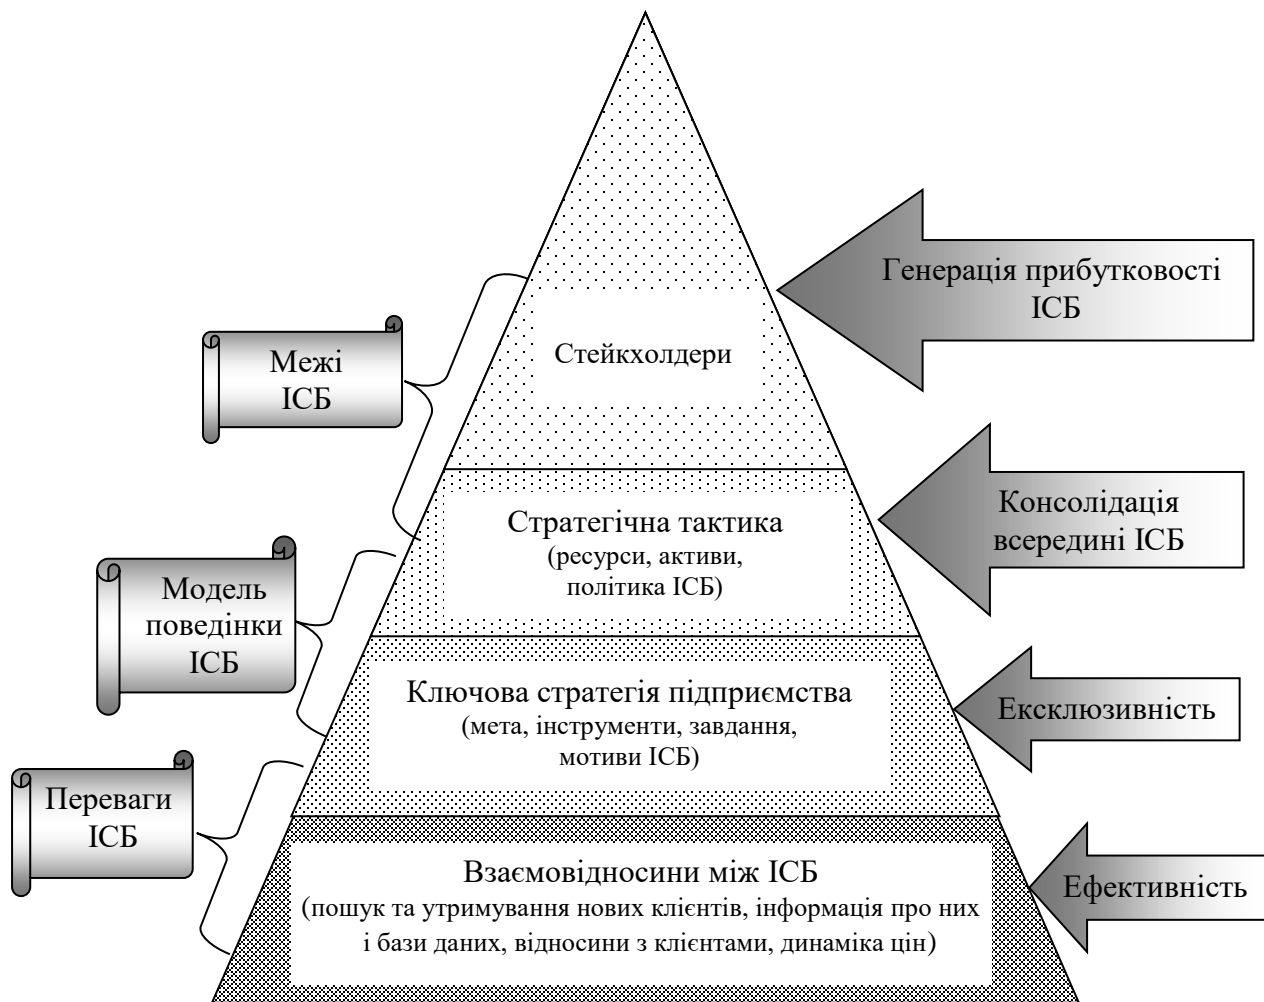 Генерація прибутковості
ІСБ
Межі
ІСБ
Стейкхолдери
Стратегічна тактика
(ресурси, активи,
політика ІСБ)
Консолідація
всередині ІСБ
Модель
поведінки
ІСБ
Ключова стратегія підприємства
(мета, інструменти, завдання,
мотиви ІСБ)
Ексклюзивність
Переваги
ІСБ
Взаємовідносини між ІСБ
(пошук та утримування нових клієнтів, інформація про них
і бази даних, відносини з клієнтами, динаміка цін)
Ефективність